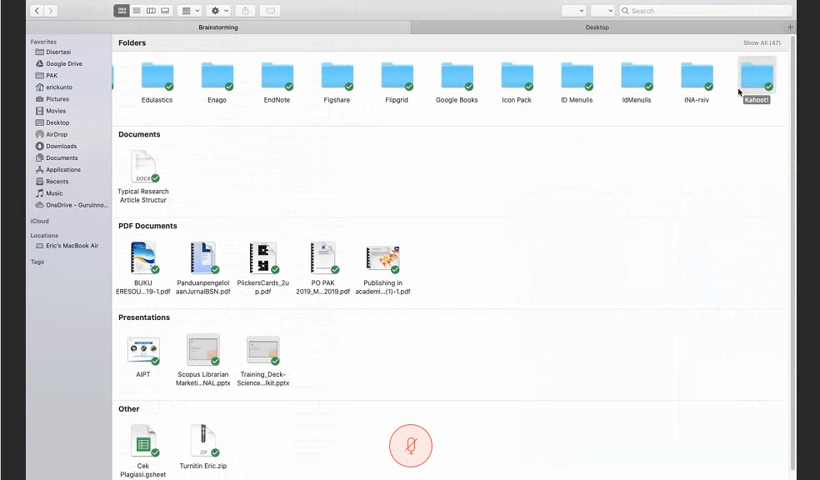 Search
Brainstorming
Desktop
Favorites
Disertasi
Google Drive
PAK
erickunto
Pictures
Movies
Desktop
AirDrop
Downloads
Documents
Applications
Recents
Music
OneDrive - GuruInno...
iCloud
Locations
Eric's MacBook Air
Tags
Folders
Show All (47)
Edulastics
Enago
EndNote
Figshare
Flipgrid
Google Books
Icon Pack
ID Menulis
IdMenulis
INA-rxiv
Kahoot!
Documents
DOCX
Typical Research
Article Structur
PDF Documents
BUKU
ERESOU...19-1.pdf
Panduanpengelol
aanJurnalBSN.pdf
PlickersCards_2u
p.pdf
PO PAK
2019_M...2019.pdf
Publishing in
academi...(1)-1.pdf
Presentations
AIPT
Scopus Librarian
Marketi...NAL.pptx
Training_Deck-
Science...lkit.pptx
Other
Cek
Plagiasi.gsheet
ZIP
Turnitin Eric.zip